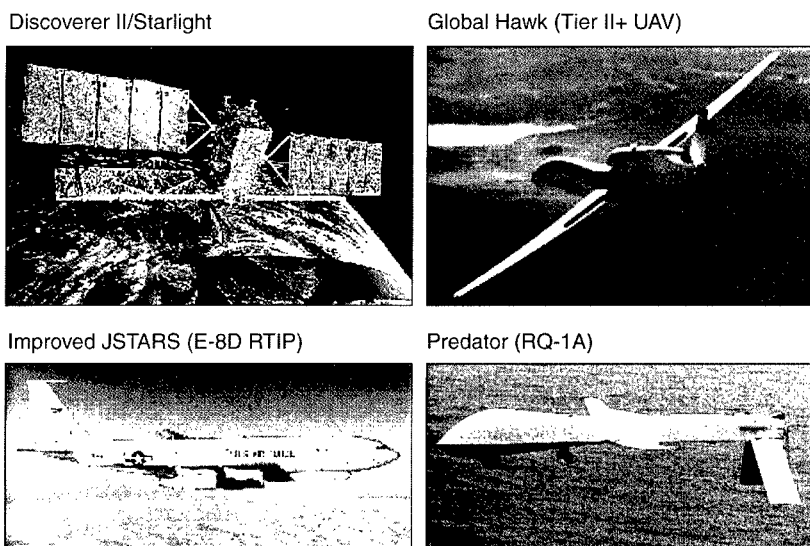 Discoverer II/Starlight
Global Hawk (Tier II+ UAV)
Improved JSTARS (E-8D RTIP)
Predator (RQ-1A)